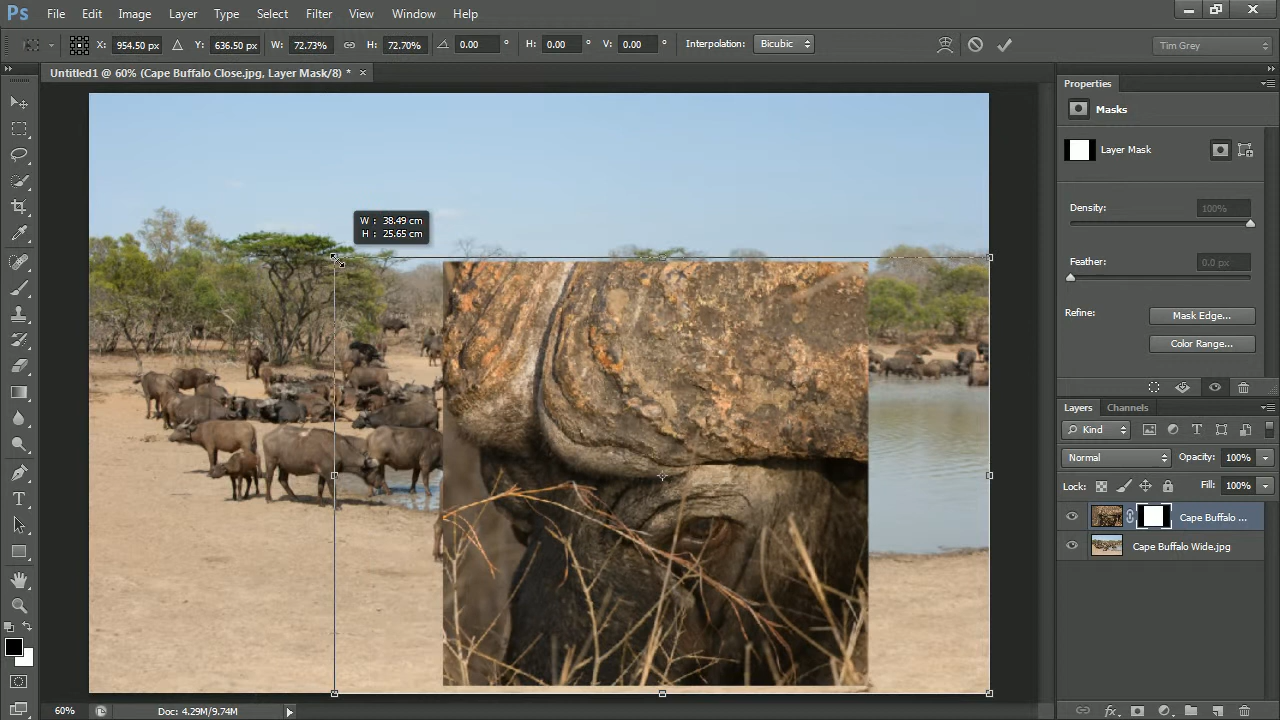 Ps File Edit Image Layer Type Select Filter View Window Help
X: 954.50 px Y: 636.50 px W: 72.73% H: 72.70% 0.00 ° H: 0.00 ° V: 0.00 ° Interpolation: Bicubic Tim Grey
Untitled1 @ 60% (Cape Buffalo Close.jpg, Layer Mask/8) * ×
W : 38.49 cm
H : 25.65 cm
Properties
Masks
Layer Mask
Density: 100%
Feather: 0.0 px
Refine: Mask Edge...
Color Range...
Layers Channels
Kind
Normal Opacity: 100%
Lock: Fill: 100%
Cape Buffalo ...
Cape Buffalo Wide.jpg
60% Doc: 4.29M/9.74M